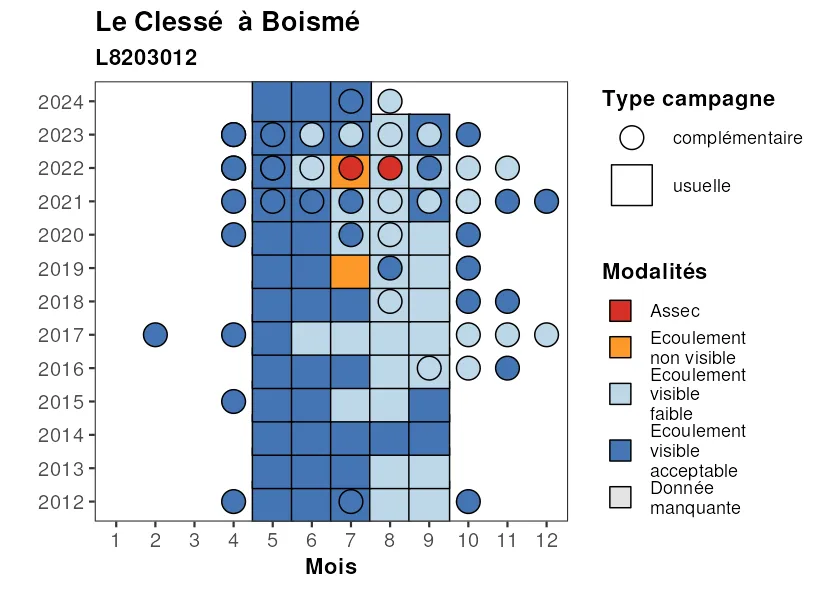 Le Clessé  à Boismé
L8203012
2024
2023
2022
2021
2020
2019
2018
2017
2016
2015
2014
2013
2012
1 2 3 4 5 6 7 8 9 10 11 12
Mois
Type campagne
complémentaire
usuelle
Modalités
Assec
Ecoulement
non visible
Ecoulement
visible
faible
Ecoulement
visible
acceptable
Donnée
manquante